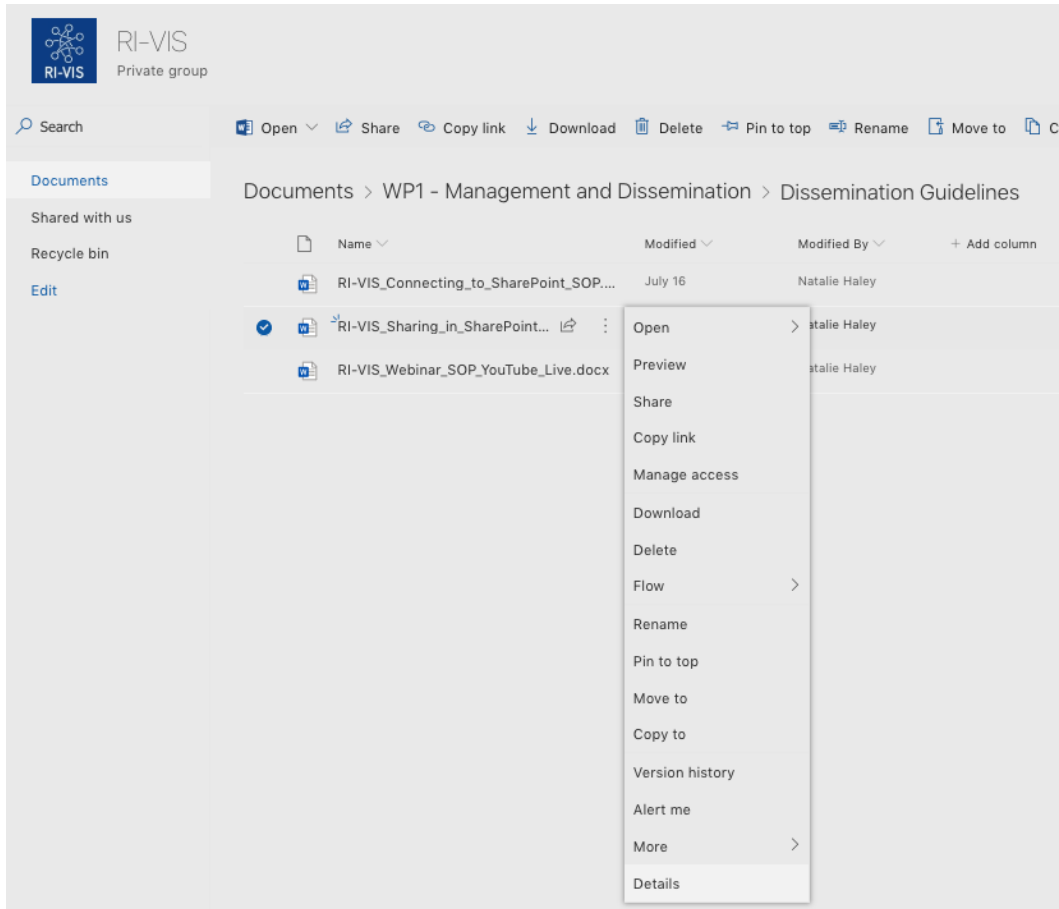 RI-VIS
RI-VIS
Private group
Search
Open Share Copy link Download Delete Pin to top Rename Move to C
Documents
Shared with us
Recycle bin
Edit
Documents > WP1 - Management and Dissemination > Dissemination Guidelines
Name Modified Modified By + Add column
RI-VIS_Connecting_to_SharePoint_SOP.... July 16 Natalie Haley
RI-VIS_Sharing_in_SharePoint... atalie Haley
RI-VIS_Webinar_SOP_YouTube_Live.docx atalie Haley
Open
Preview
Share
Copy link
Manage access
Download
Delete
Flow
Rename
Pin to top
Move to
Copy to
Version history
Alert me
More
Details